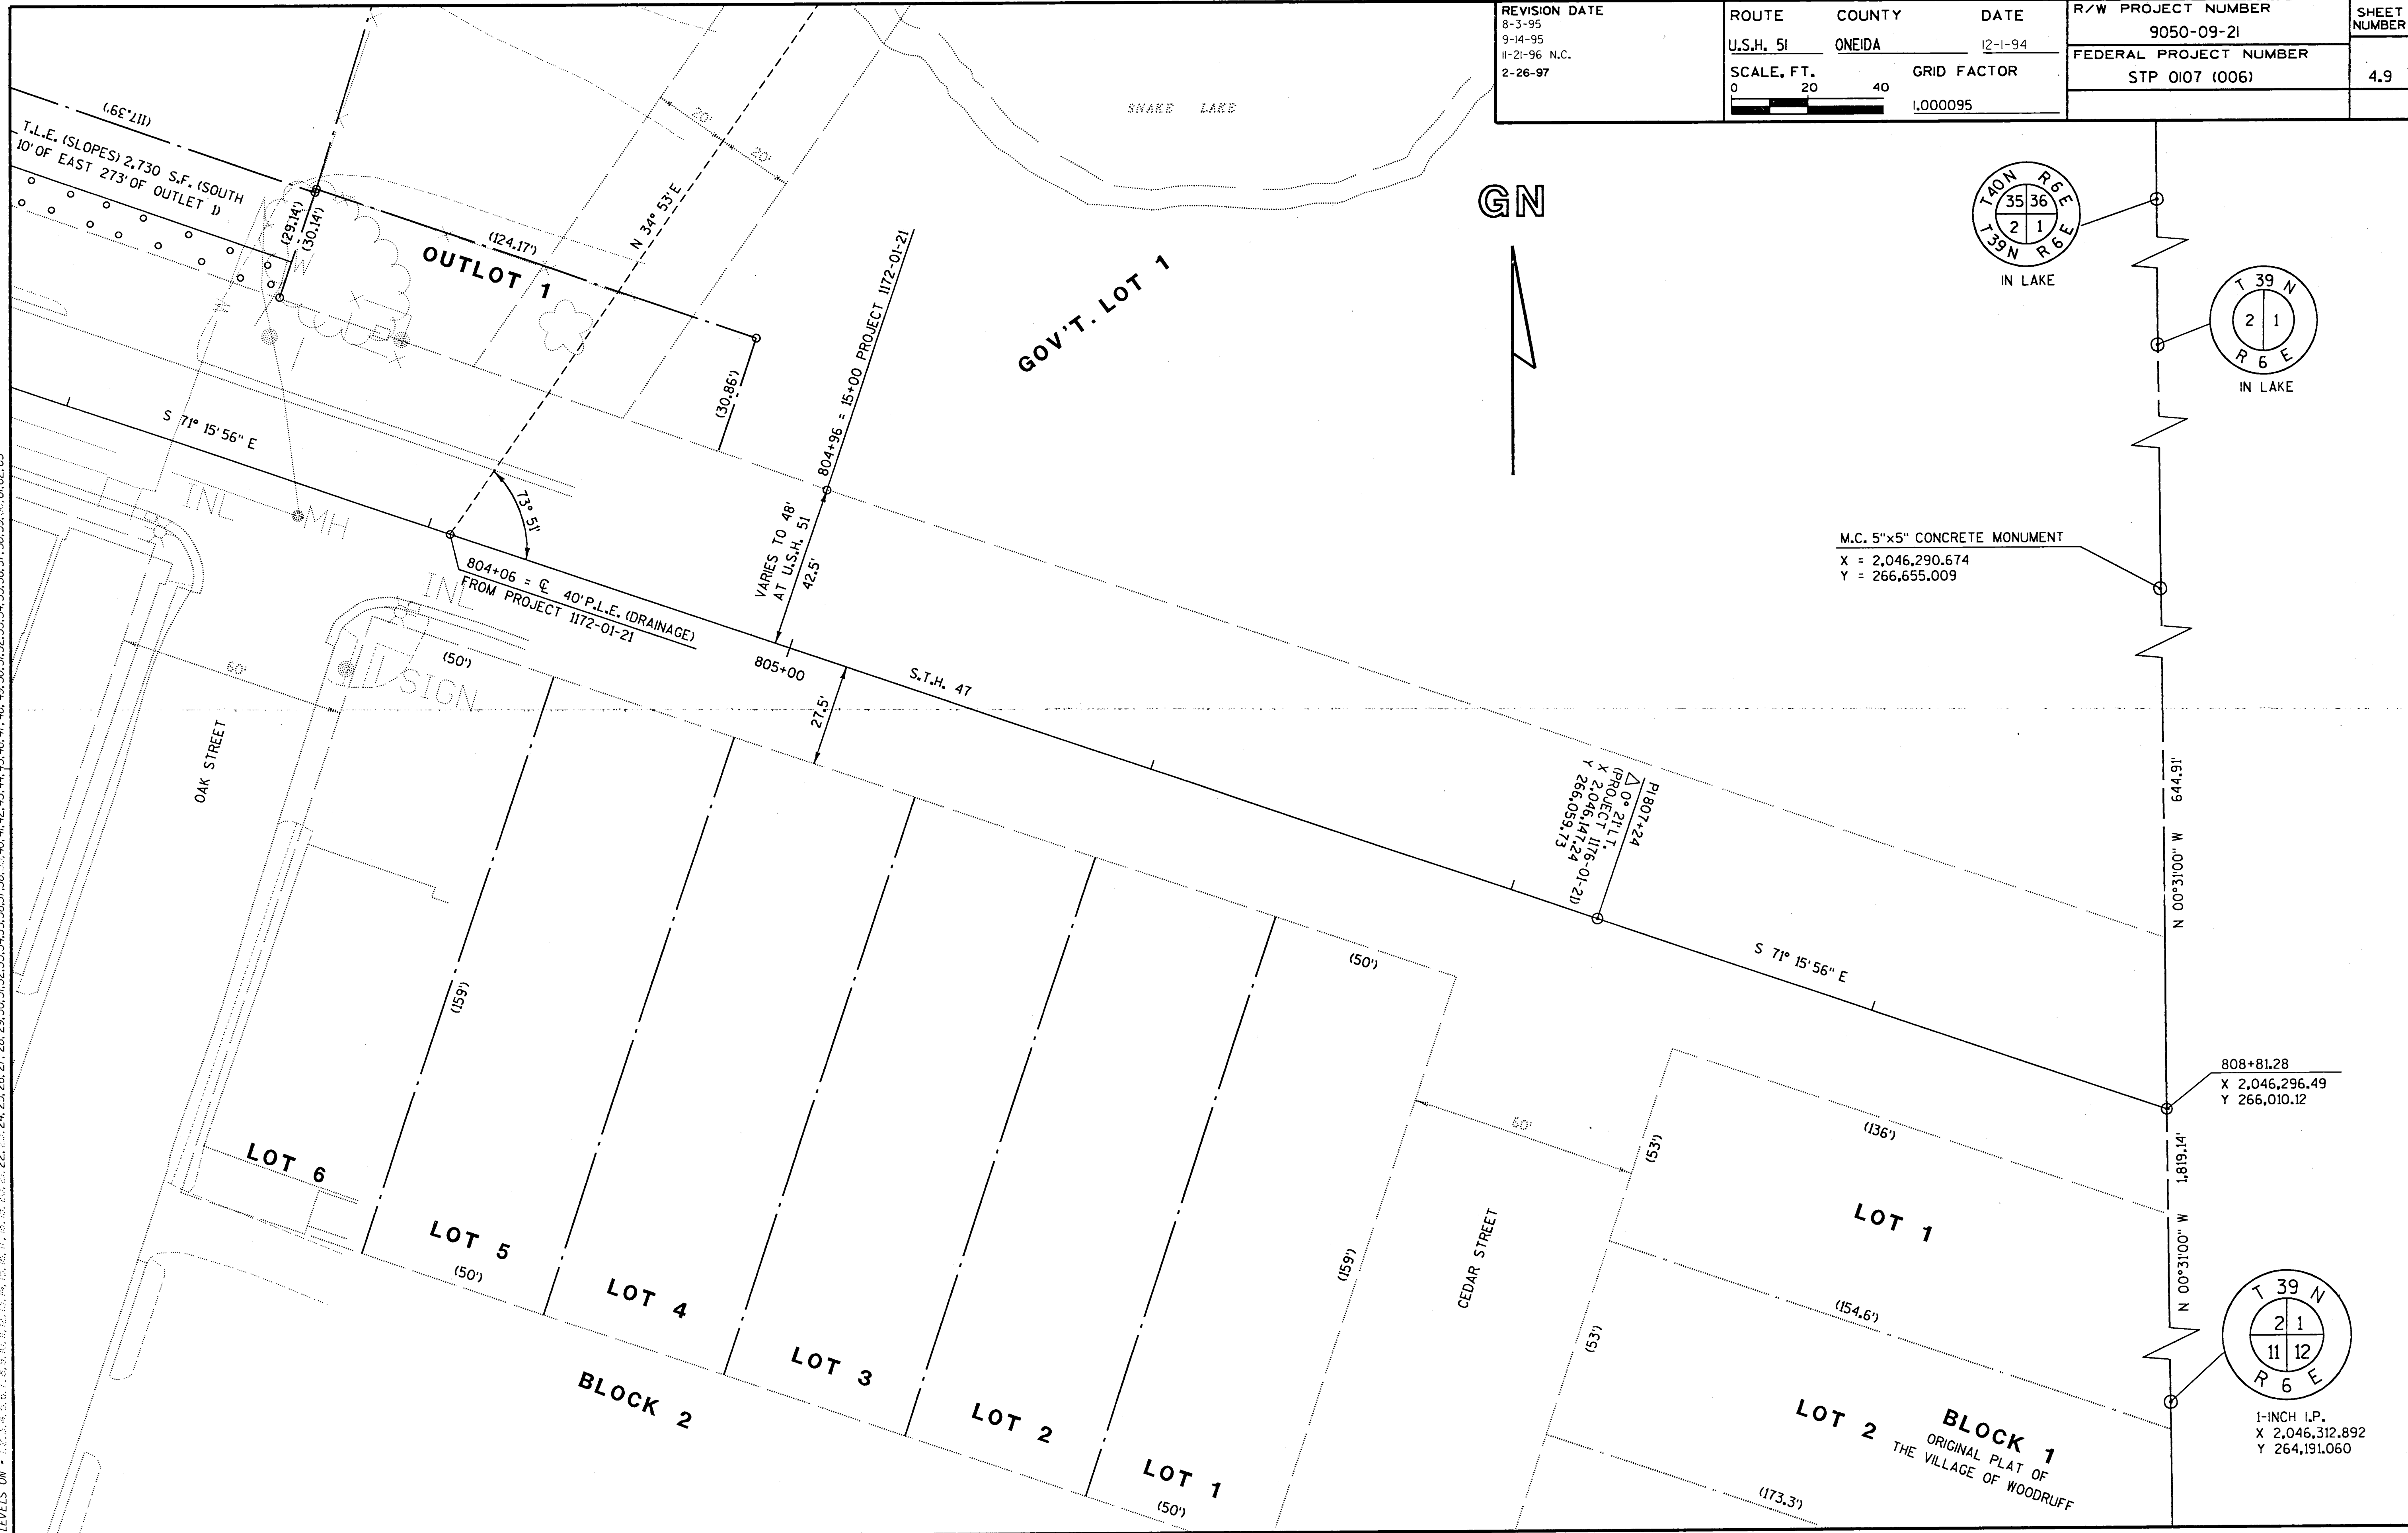 REVISION DATE
8-3-95
9-14-95
11-21-96 N.C.
2-26-97
ROUTE COUNTY DATE
U.S.H. 51 ONEIDA 12-1-94
SCALE, FT. GRID FACTOR
0 20 40
1.000095
R/W PROJECT NUMBER
9050-09-21
FEDERAL PROJECT NUMBER
STP 0107 (006)
SHEET
NUMBER
4.9
(117.39')
T.L.E. (SLOPES) 2,730 S.F. (SOUTH
10' OF EAST 273' OF OUTLET 1)
(29.14')
(30.14')
(124.17')
OUTLOT 1
20'
20'
N 34° 53' E
SNAKE LAKE
GOV'T. LOT 1
GN
(30.86')
804+96 = 15+00 PROJECT 1172-01-21
VARIES TO 48'
AT U.S.H. 51
42.5'
S 71° 15' 56" E
73° 51'
804+06 = ℄ 40' P.L.E. (DRAINAGE)
FROM PROJECT 1172-01-21
INL
MH
INL
SIGN
60'
(50')
OAK STREET
805+00
27.5'
S.T.H. 47
PI 807+24
△ 0° 21' LT.
(PROJECT 1176-01-21)
X 2,046,147.24
Y 266,059.73
S 71° 15' 56" E
T40N R6E
35 36
2 1
T39N R6E
IN LAKE
T 39 N
2 1
R 6 E
IN LAKE
M.C. 5"x5" CONCRETE MONUMENT
X = 2,046,290.674
Y = 266,655.009
N 00°31'00" W 644.91'
808+81.28
X 2,046,296.49
Y 266,010.12
N 00°31'00" W 1,819.14'
T 39 N
2 1
11 12
R 6 E
1-INCH I.P.
X 2,046,312.892
Y 264,191.060
(159')
(50')
LOT 6
LOT 5
(50')
LOT 4
LOT 3
LOT 2
LOT 1
(50')
BLOCK 2
(159')
CEDAR STREET
60'
(53')
(53')
(136')
LOT 1
(154.6')
LOT 2
BLOCK 1
ORIGINAL PLAT OF
THE VILLAGE OF WOODRUFF
(173.3')